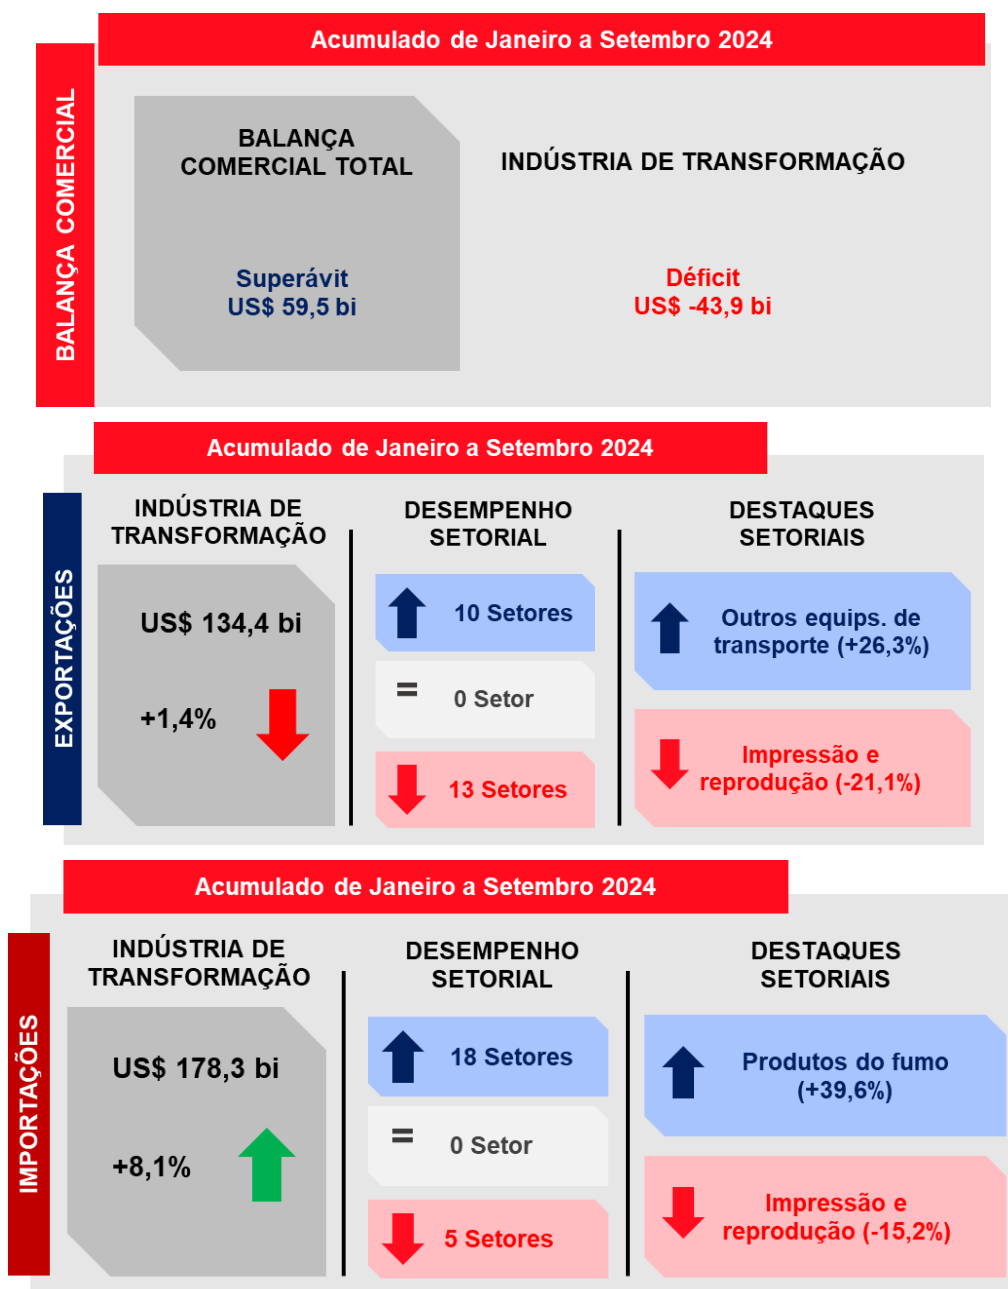 Acumulado de Janeiro a Setembro 2024
BALANÇA COMERCIAL
BALANÇA
COMERCIAL TOTAL
Superávit
US$ 59,5 bi
INDÚSTRIA DE TRANSFORMAÇÃO
Déficit
US$ -43,9 bi
Acumulado de Janeiro a Setembro 2024
EXPORTAÇÕES
INDÚSTRIA DE
TRANSFORMAÇÃO
US$ 134,4 bi
+1,4%
DESEMPENHO
SETORIAL
10 Setores
=
0 Setor
13 Setores
DESTAQUES
SETORIAIS
Outros equips. de
transporte (+26,3%)
Impressão e
reprodução (-21,1%)
Acumulado de Janeiro a Setembro 2024
IMPORTAÇÕES
INDÚSTRIA DE
TRANSFORMAÇÃO
US$ 178,3 bi
+8,1%
DESEMPENHO
SETORIAL
18 Setores
=
0 Setor
5 Setores
DESTAQUES
SETORIAIS
Produtos do fumo
(+39,6%)
Impressão e
reprodução (-15,2%)